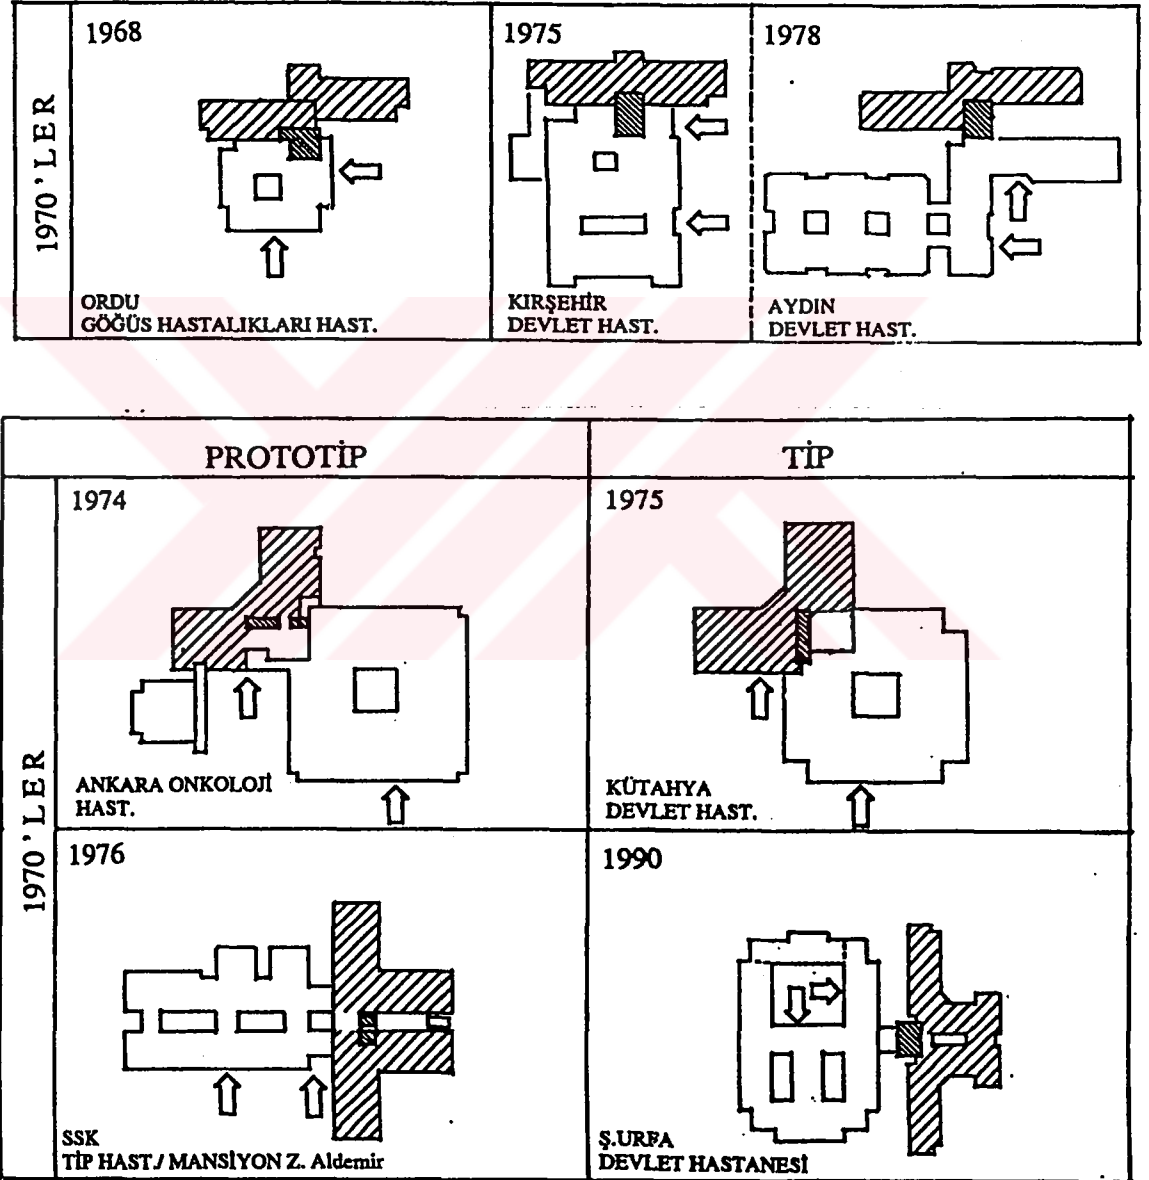 1970'LER
1968
ORDU
GÖĞÜS HASTALIKLARI HAST.
1975
KIRŞEHİR
DEVLET HAST.
1978
AYDIN
DEVLET HAST.
PROTOTİP
TİP
1970'LER
1974
ANKARA ONKOLOJİ
HAST.
1975
KÜTAHYA
DEVLET HAST.
1976
SSK
TİP HAST./ MANSİYON Z. Aldemir
1990
Ş.URFA
DEVLET HASTANESİ